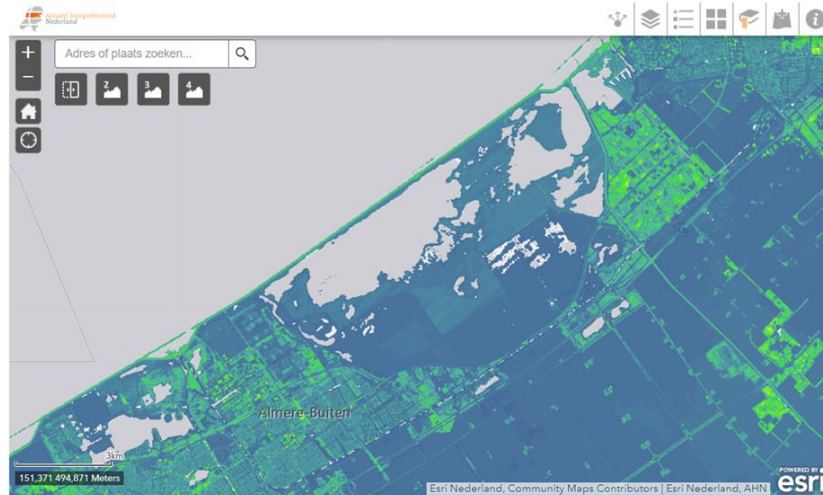 Actueel Hoogtebestand
Nederland
+
−
Adres of plaats zoeken...
2
3
4
Almere-Buiten
3km
151,371 494,871 Meters
Esri Nederland, Community Maps Contributors | Esri Nederland, AHN
POWERED BY
esri